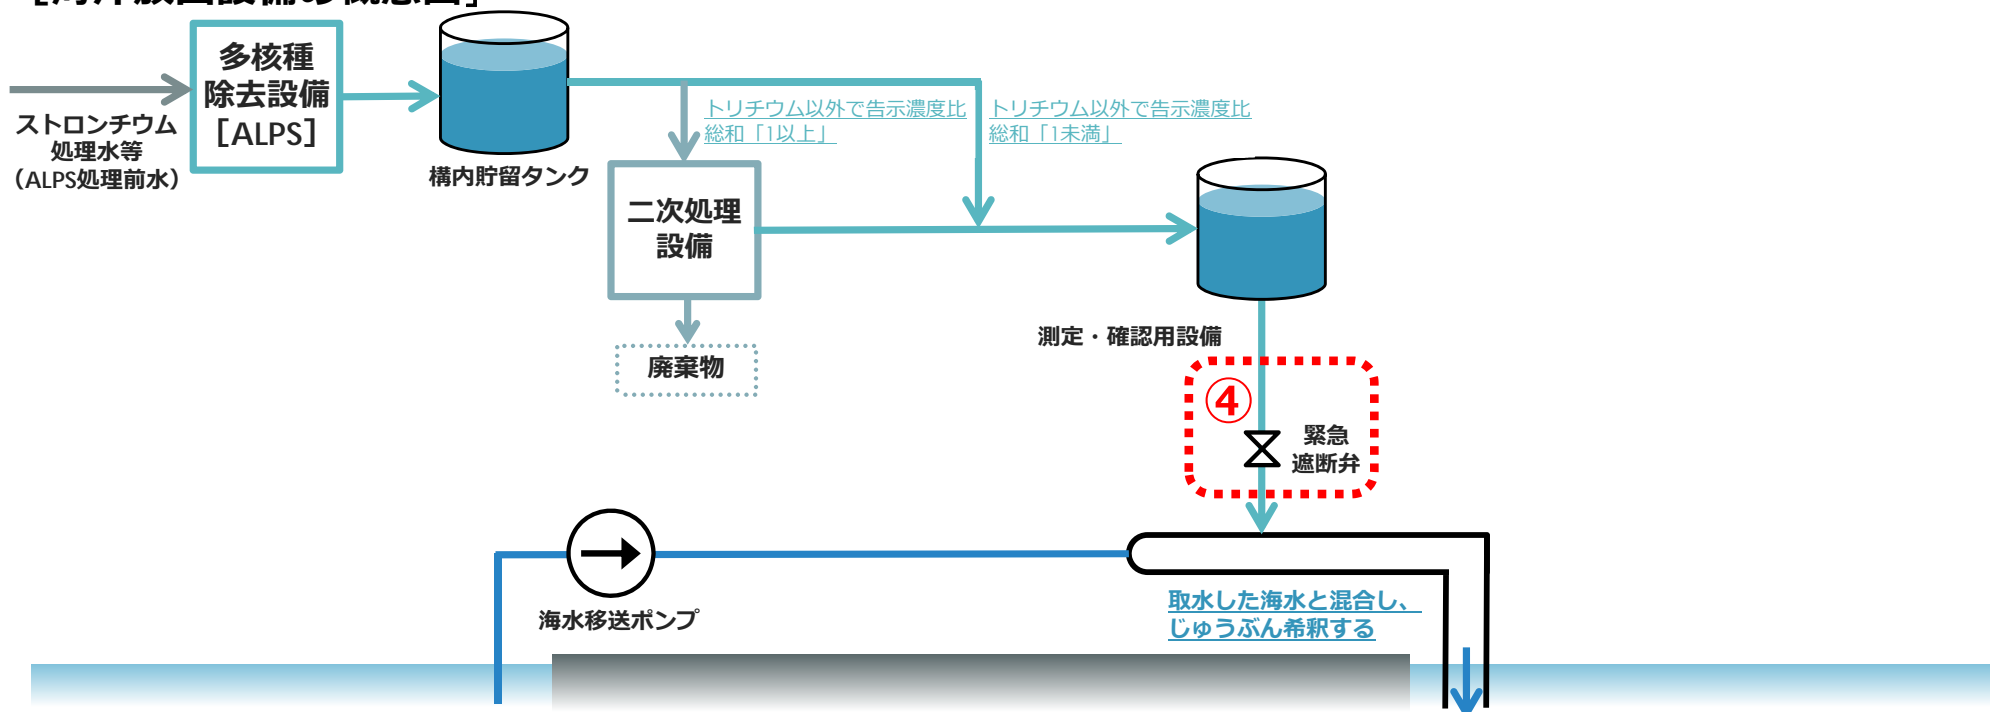 多核種
除去設備
［ALPS］
ストロンチウム
処理水等
（ALPS処理前水）
構内貯留タンク
トリチウム以外で告示濃度比
総和「1以上」
トリチウム以外で告示濃度比
総和「1未満」
二次処理
設備
廃棄物
測定・確認用設備
④
緊急
遮断弁
海水移送ポンプ
取水した海水と混合し、
じゅうぶん希釈する